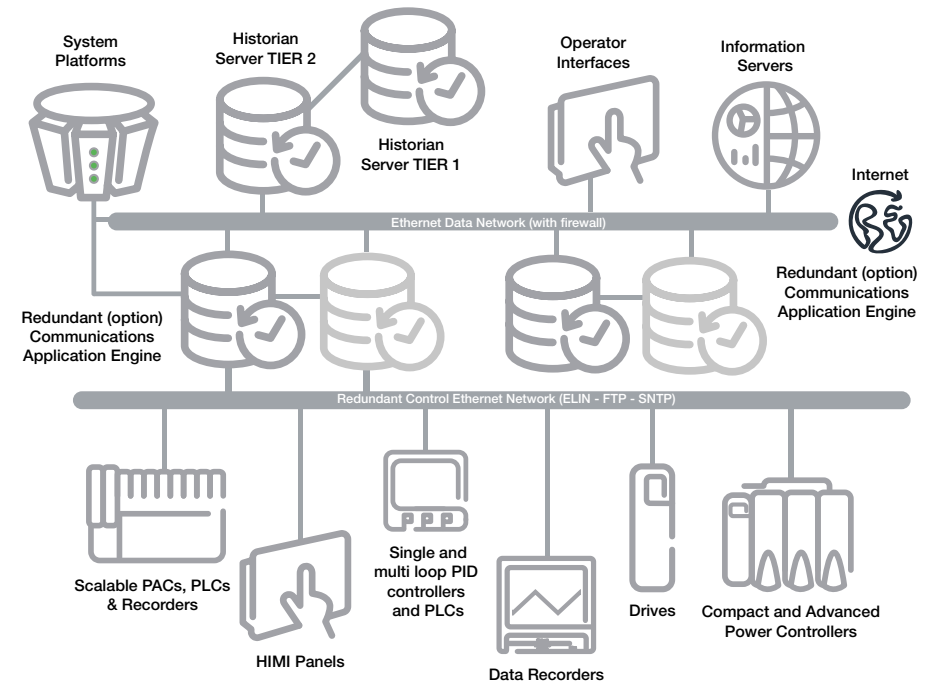 System
Platforms
Historian
Server TIER 2
Historian
Server TIER 1
Operator
Interfaces
Information
Servers
Internet
Ethernet Data Network (with firewall)
Redundant (option)
Communications
Application Engine
Redundant (option)
Communications
Application Engine
Redundant Control Ethernet Network (ELIN - FTP - SNTP)
Scalable PACs, PLCs
& Recorders
HIMI Panels
Single and
multi loop PID
controllers
and PLCs
Data Recorders
Drives
Compact and Advanced
Power Controllers